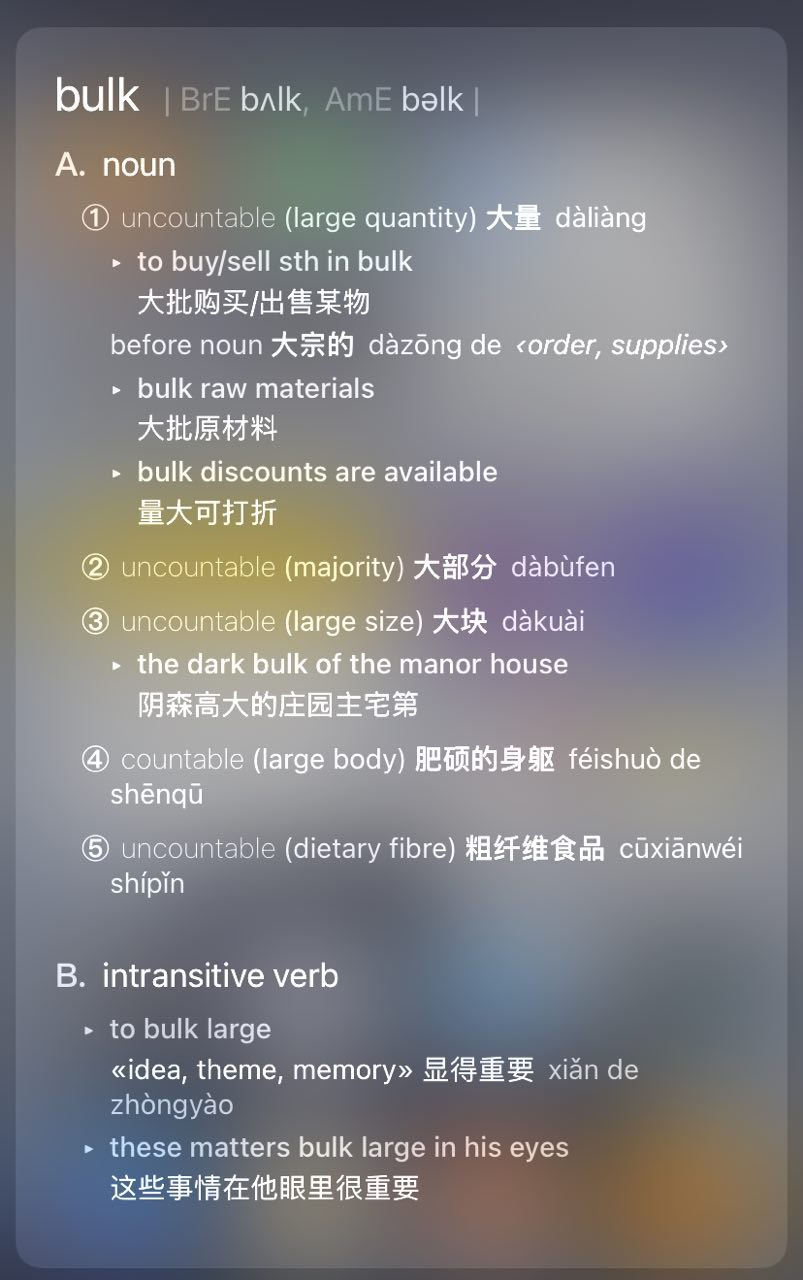 bulk | BrE bʌlk, AmE bəlk |
A. noun
① uncountable (large quantity) 大量 dàliàng
▸ to buy/sell sth in bulk
大批购买/出售某物
before noun 大宗的 dàzōng de ‹order, supplies›
▸ bulk raw materials
大批原材料
▸ bulk discounts are available
量大可打折
② uncountable (majority) 大部分 dàbùfen
③ uncountable (large size) 大块 dàkuài
▸ the dark bulk of the manor house
阴森高大的庄园主宅第
④ countable (large body) 肥硕的身躯 féishuò de
shēnqū
⑤ uncountable (dietary fibre) 粗纤维食品 cūxiānwéi
shípǐn
B. intransitive verb
▸ to bulk large
«idea, theme, memory» 显得重要 xiǎn de
zhòngyào
▸ these matters bulk large in his eyes
这些事情在他眼里很重要